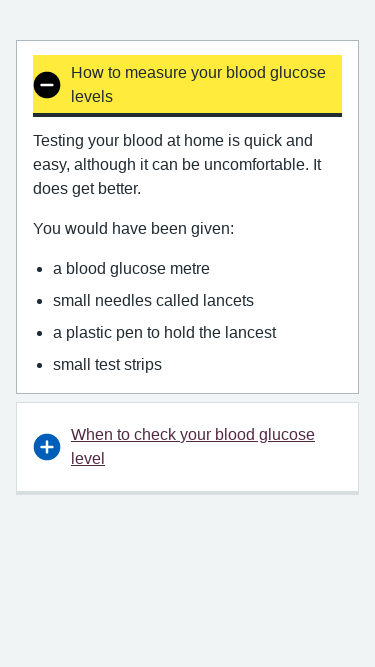 How to measure your blood glucose
levels
Testing your blood at home is quick and
easy, although it can be uncomfortable. It
does get better.
You would have been given:
a blood glucose metre
small needles called lancets
a plastic pen to hold the lancest
small test strips
When to check your blood glucose
level